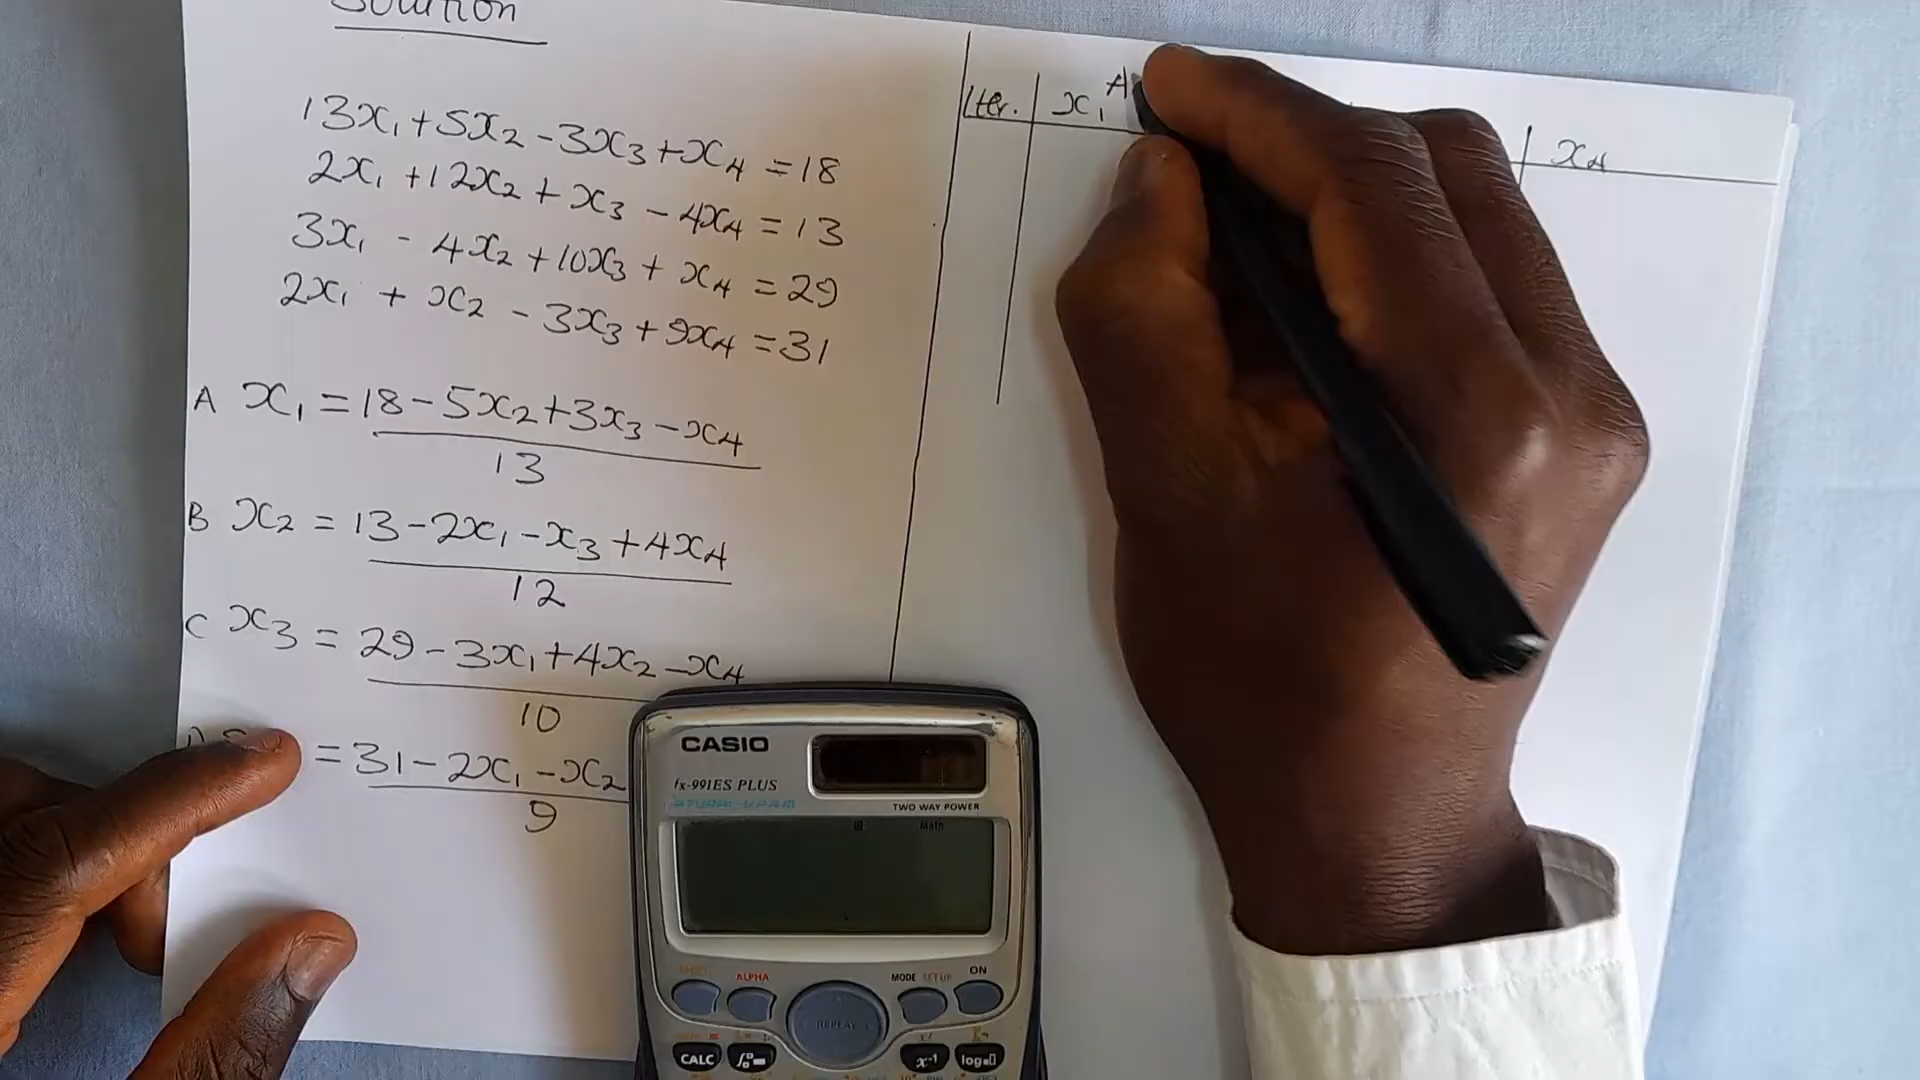 Solution
13x₁+5x₂-3x₃+x₄=18
2x₁+12x₂+x₃-4x₄=13
3x₁-4x₂+10x₃+x₄=29
2x₁+x₂-3x₃+9x₄=31
A x₁=18-5x₂+3x₃-x₄
13
B x₂=13-2x₁-x₃+4x₄
12
C x₃=29-3x₁+4x₂-x₄
10
=31-2x₁-x₂
9
Iter. x₁ A x₄
CASIO
fx-991ES PLUS
TWO WAY POWER
Math
ALPHA MODE SETUP ON
REPLAY
CALC x⁻¹ log